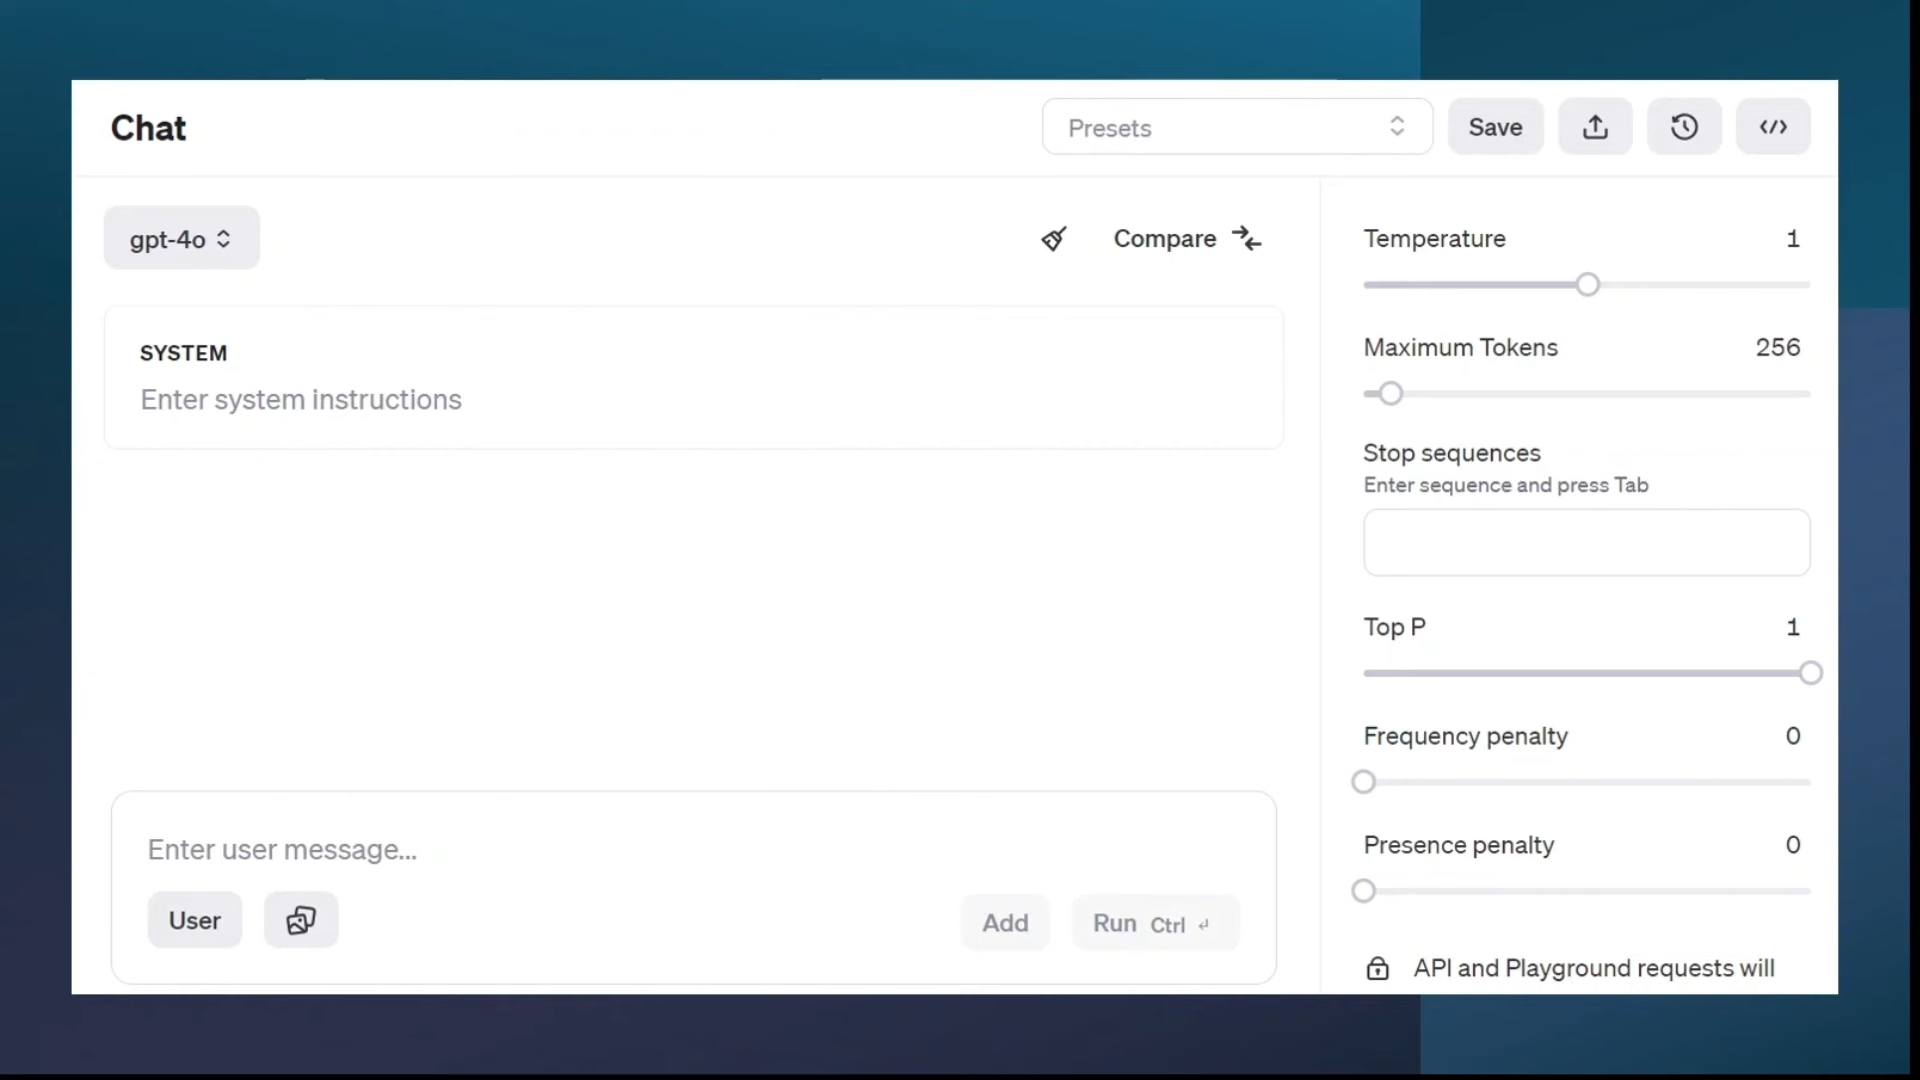 Chat
Presets
Save
gpt-4o
Compare
SYSTEM
Enter system instructions
Enter user message...
User
Add
Run Ctrl ↵
Temperature 1
Maximum Tokens 256
Stop sequences
Enter sequence and press Tab
Top P 1
Frequency penalty 0
Presence penalty 0
API and Playground requests will